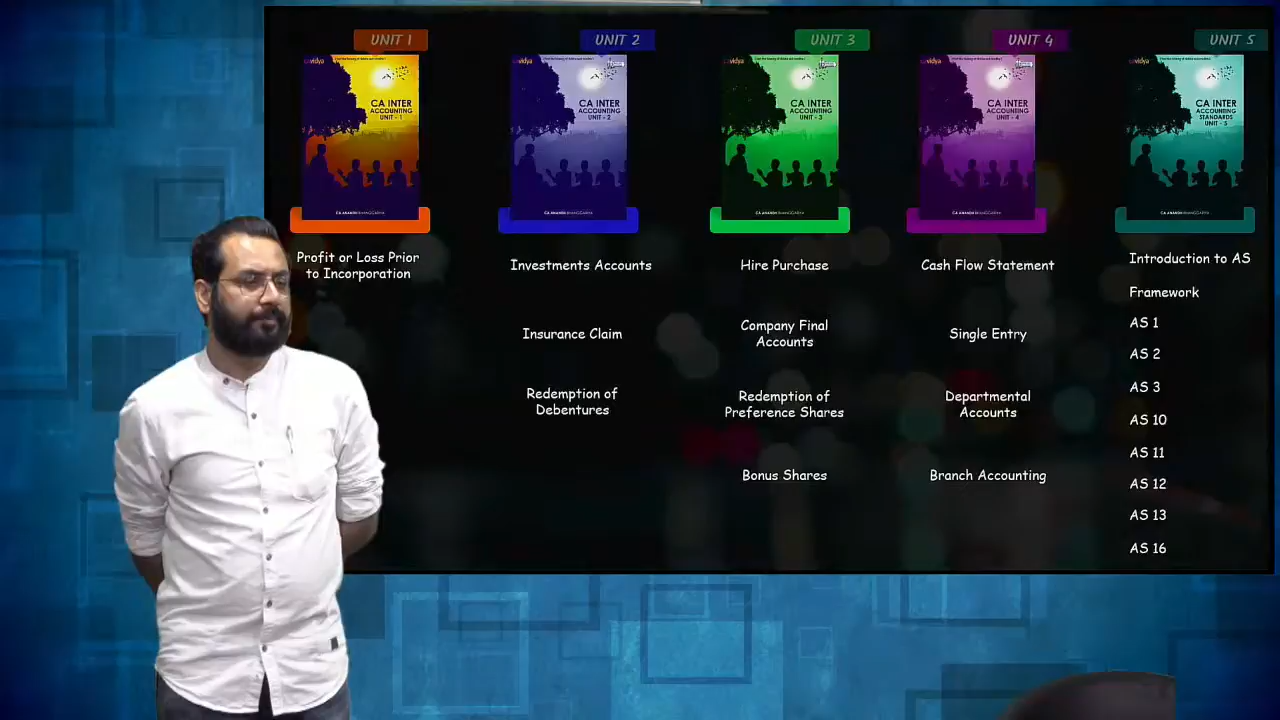 UNIT 1
UNIT 2
UNIT 3
UNIT 4
UNIT 5
CA INTER
ACCOUNTING
UNIT - 1
CA INTER
ACCOUNTING
UNIT - 2
CA INTER
ACCOUNTING
UNIT - 3
CA INTER
ACCOUNTING
UNIT - 4
CA INTER
ACCOUNTING
STANDARDS
UNIT - 5
Profit or Loss Prior
to Incorporation
Investments Accounts
Insurance Claim
Redemption of
Debentures
Hire Purchase
Company Final
Accounts
Redemption of
Preference Shares
Bonus Shares
Cash Flow Statement
Single Entry
Departmental
Accounts
Branch Accounting
Introduction to AS
Framework
AS 1
AS 2
AS 3
AS 10
AS 11
AS 12
AS 13
AS 16